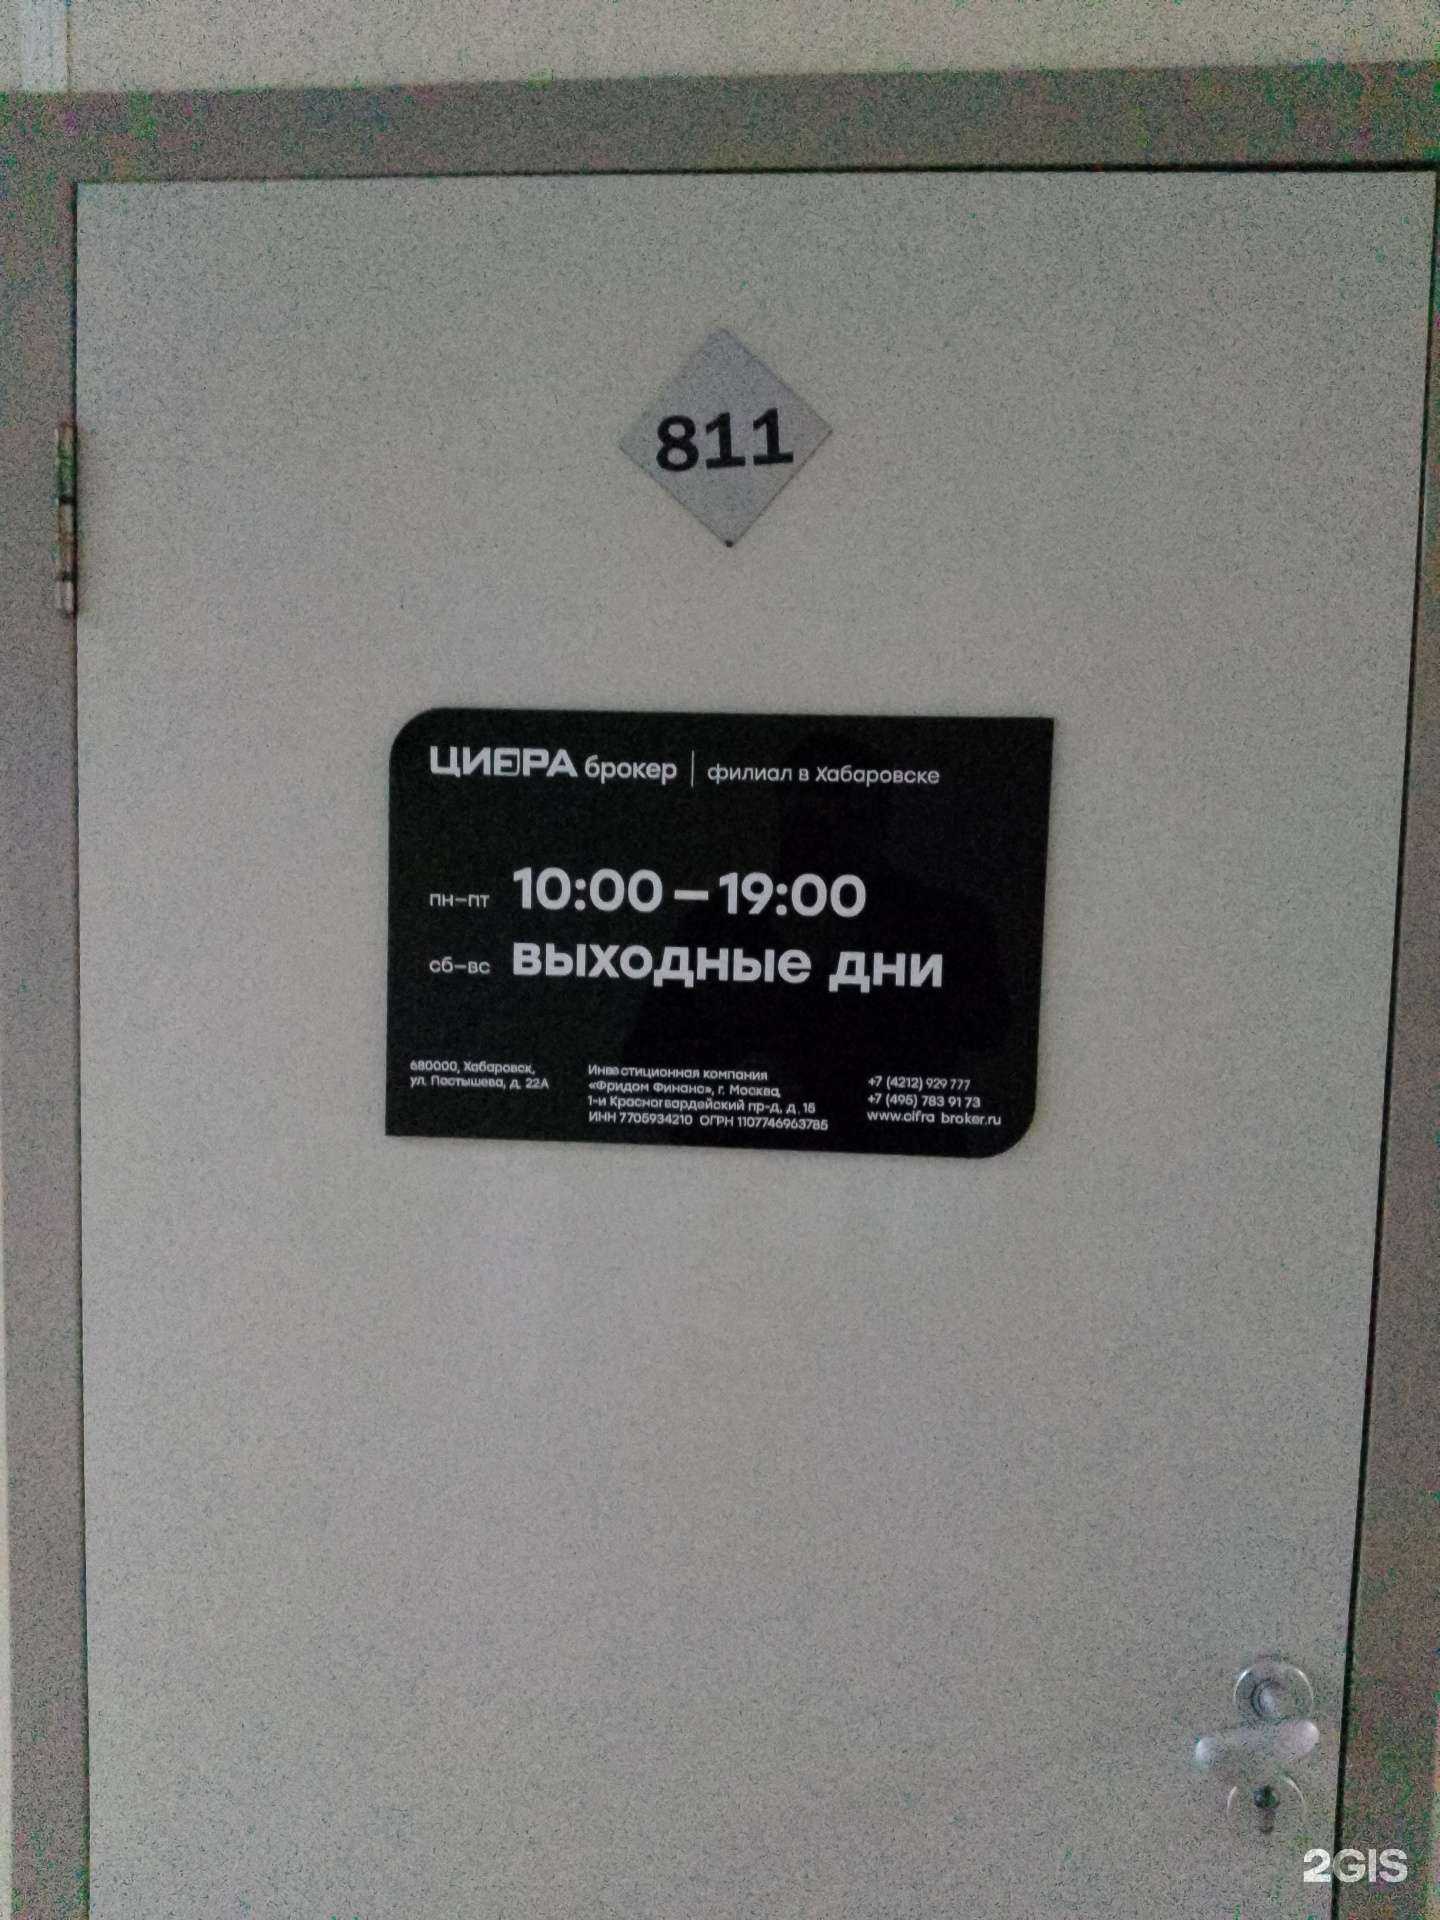 811
ЦИФРА брокер | филиал в Хабаровске
пн–пт 10:00 – 19:00
сб–вс выходные дни
680000, Хабаровск,
ул. Постышева, д. 22А
Инвестиционная компания
«Фридом Финанс», г. Москва,
1-й Красногвардейский пр-д, д. 15
ИНН 7705934210 ОГРН 1107746963785
+7 (4212) 929 777
+7 (495) 783 91 73
www.cifra broker.ru
2GIS